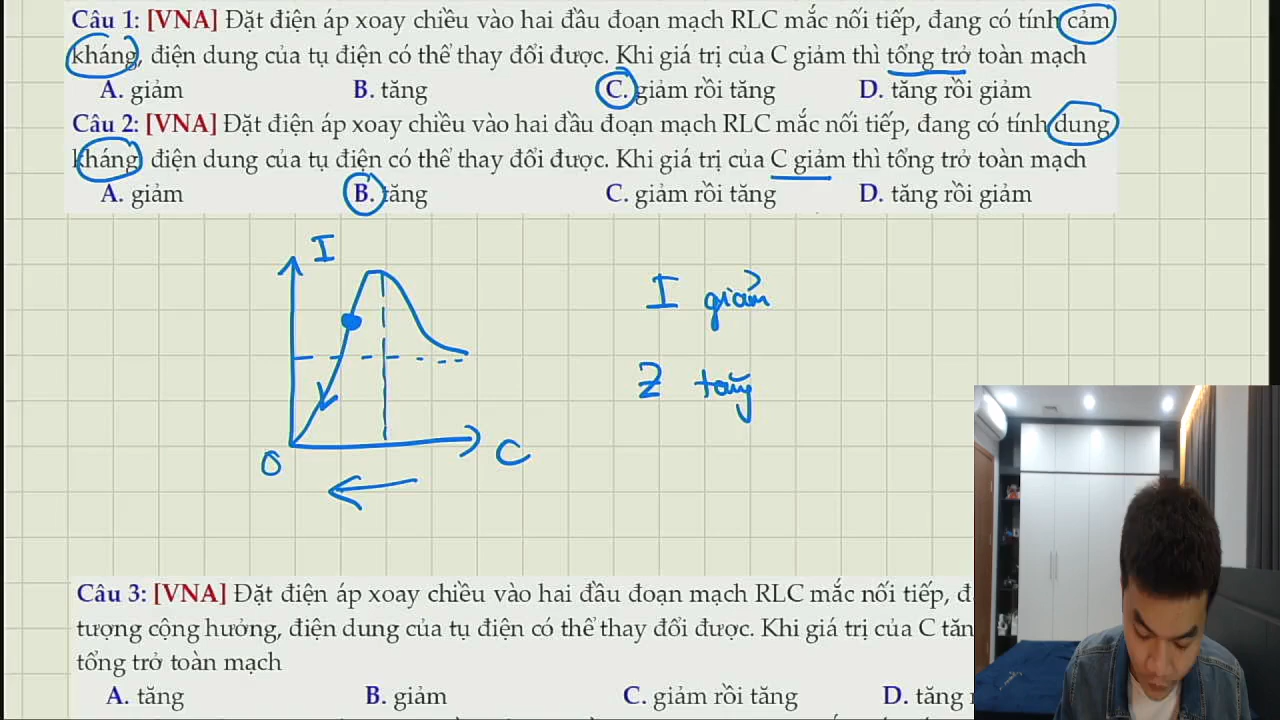 Câu 1: [VNA] Đặt điện áp xoay chiều vào hai đầu đoạn mạch RLC mắc nối tiếp, đang có tính cảm
kháng, điện dung của tụ điện có thể thay đổi được. Khi giá trị của C giảm thì tổng trở toàn mạch
A. giảm B. tăng C. giảm rồi tăng D. tăng rồi giảm
Câu 2: [VNA] Đặt điện áp xoay chiều vào hai đầu đoạn mạch RLC mắc nối tiếp, đang có tính dung
kháng, điện dung của tụ điện có thể thay đổi được. Khi giá trị của C giảm thì tổng trở toàn mạch
A. giảm B. tăng C. giảm rồi tăng D. tăng rồi giảm
I
I giảm
Z tăng
O
C
Câu 3: [VNA] Đặt điện áp xoay chiều vào hai đầu đoạn mạch RLC mắc nối tiếp,
tượng cộng hưởng, điện dung của tụ điện có thể thay đổi được. Khi giá trị của C
tổng trở toàn mạch
A. tăng B. giảm C. giảm rồi tăng D. tăng